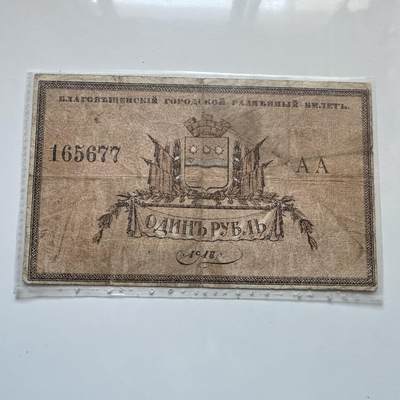 БЛАГОВѢЩЕНСКІЙ ГОРОДСКОЙ РАЗМѢННЫЙ БИЛЕТЪ.
165677
АА
ОДИНЪ РУБЛЬ